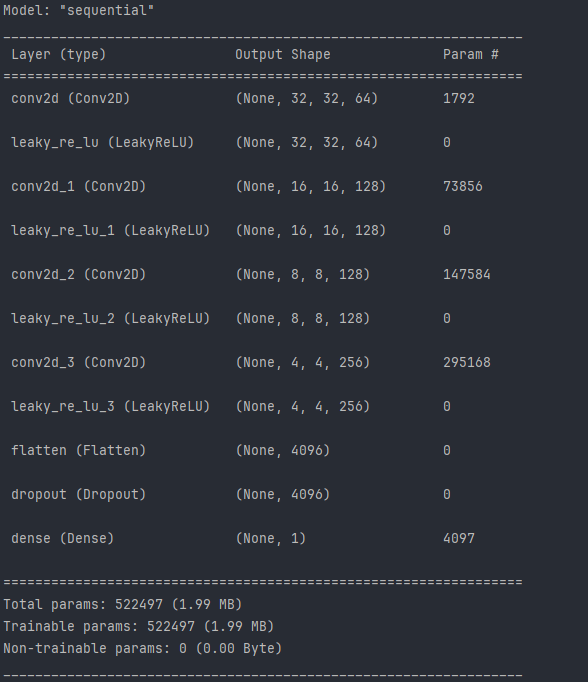 Model: "sequential"
_________________________________________________________________
 Layer (type)                Output Shape              Param #
=================================================================
 conv2d (Conv2D)             (None, 32, 32, 64)        1792
 leaky_re_lu (LeakyReLU)     (None, 32, 32, 64)        0
 conv2d_1 (Conv2D)           (None, 16, 16, 128)       73856
 leaky_re_lu_1 (LeakyReLU)   (None, 16, 16, 128)       0
 conv2d_2 (Conv2D)           (None, 8, 8, 128)         147584
 leaky_re_lu_2 (LeakyReLU)   (None, 8, 8, 128)         0
 conv2d_3 (Conv2D)           (None, 4, 4, 256)         295168
 leaky_re_lu_3 (LeakyReLU)   (None, 4, 4, 256)         0
 flatten (Flatten)           (None, 4096)              0
 dropout (Dropout)           (None, 4096)              0
 dense (Dense)               (None, 1)                 4097
=================================================================
Total params: 522497 (1.99 MB)
Trainable params: 522497 (1.99 MB)
Non-trainable params: 0 (0.00 Byte)
_________________________________________________________________